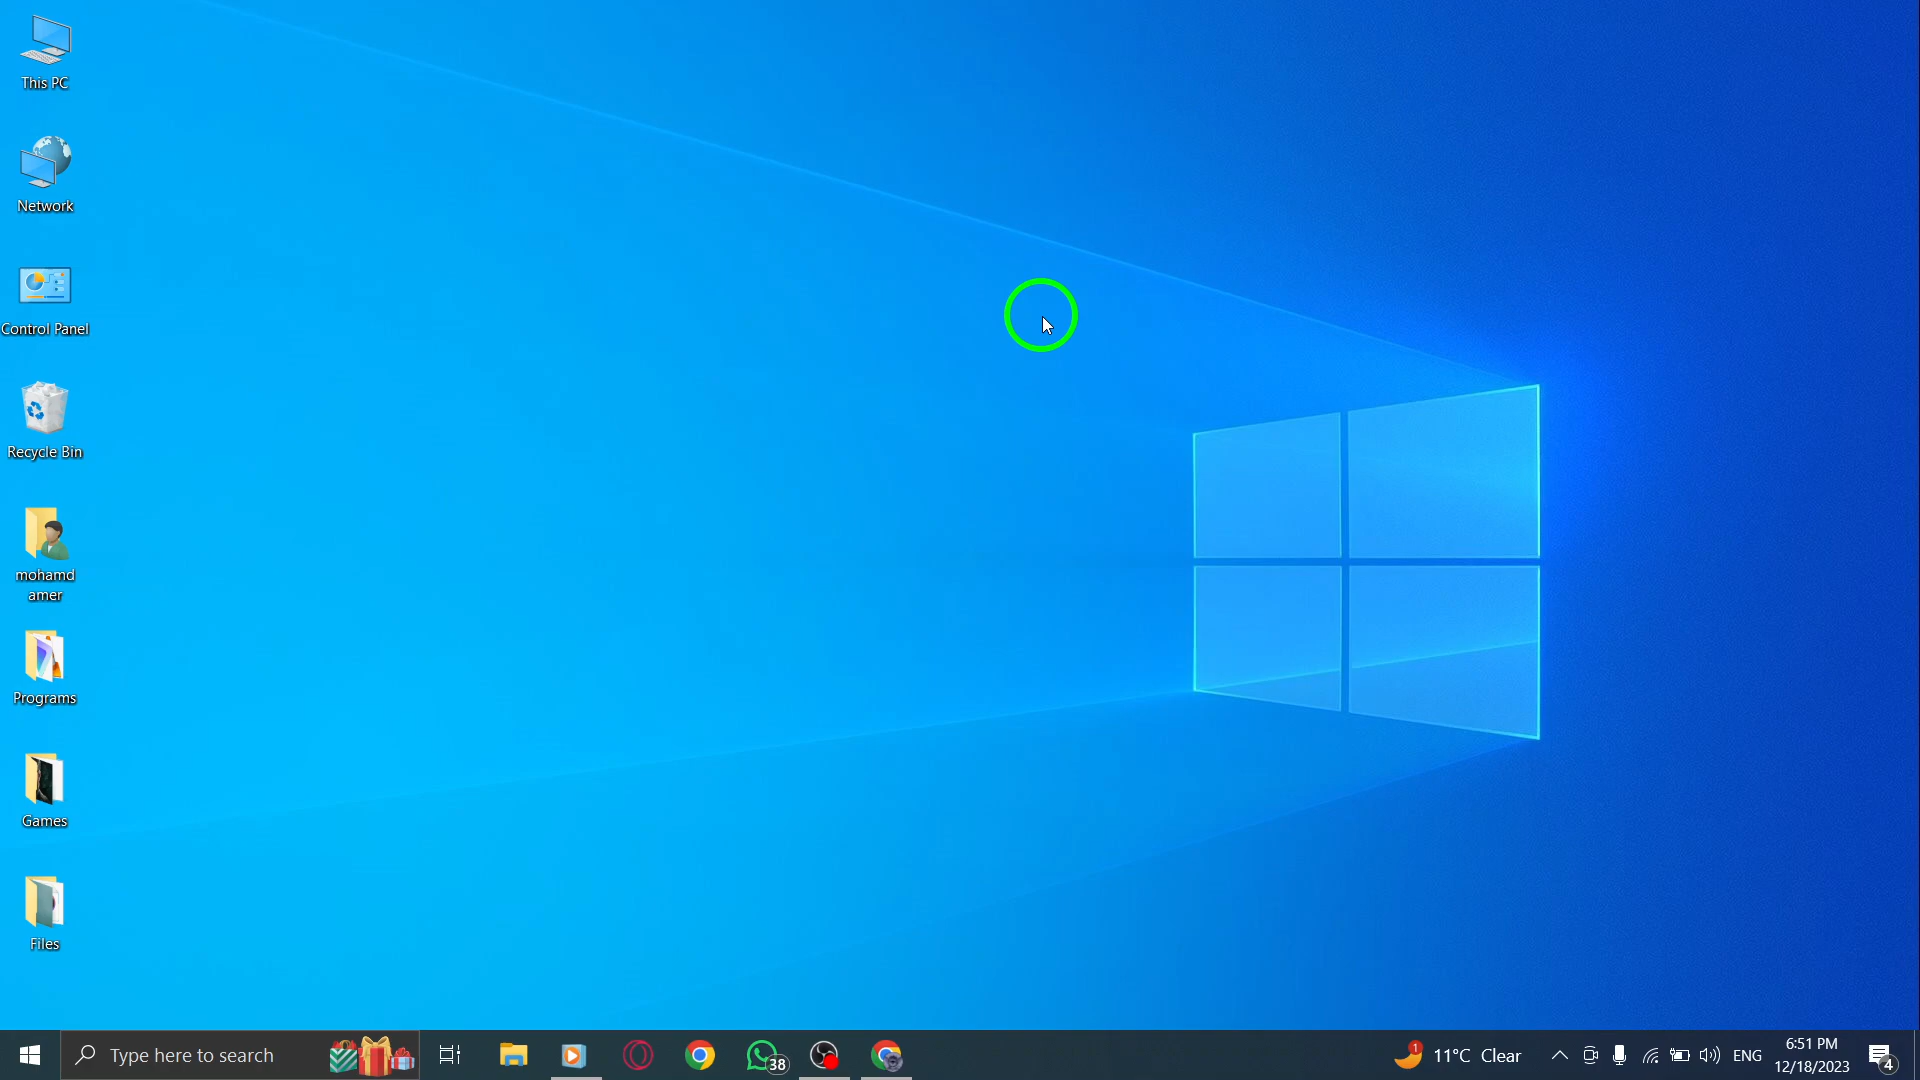 This PC
Network
Control Panel
Recycle Bin
mohamd
amer
Programs
Games
Files
Type here to search
38
1
11°C Clear
ENG
6:51 PM
12/18/2023
4